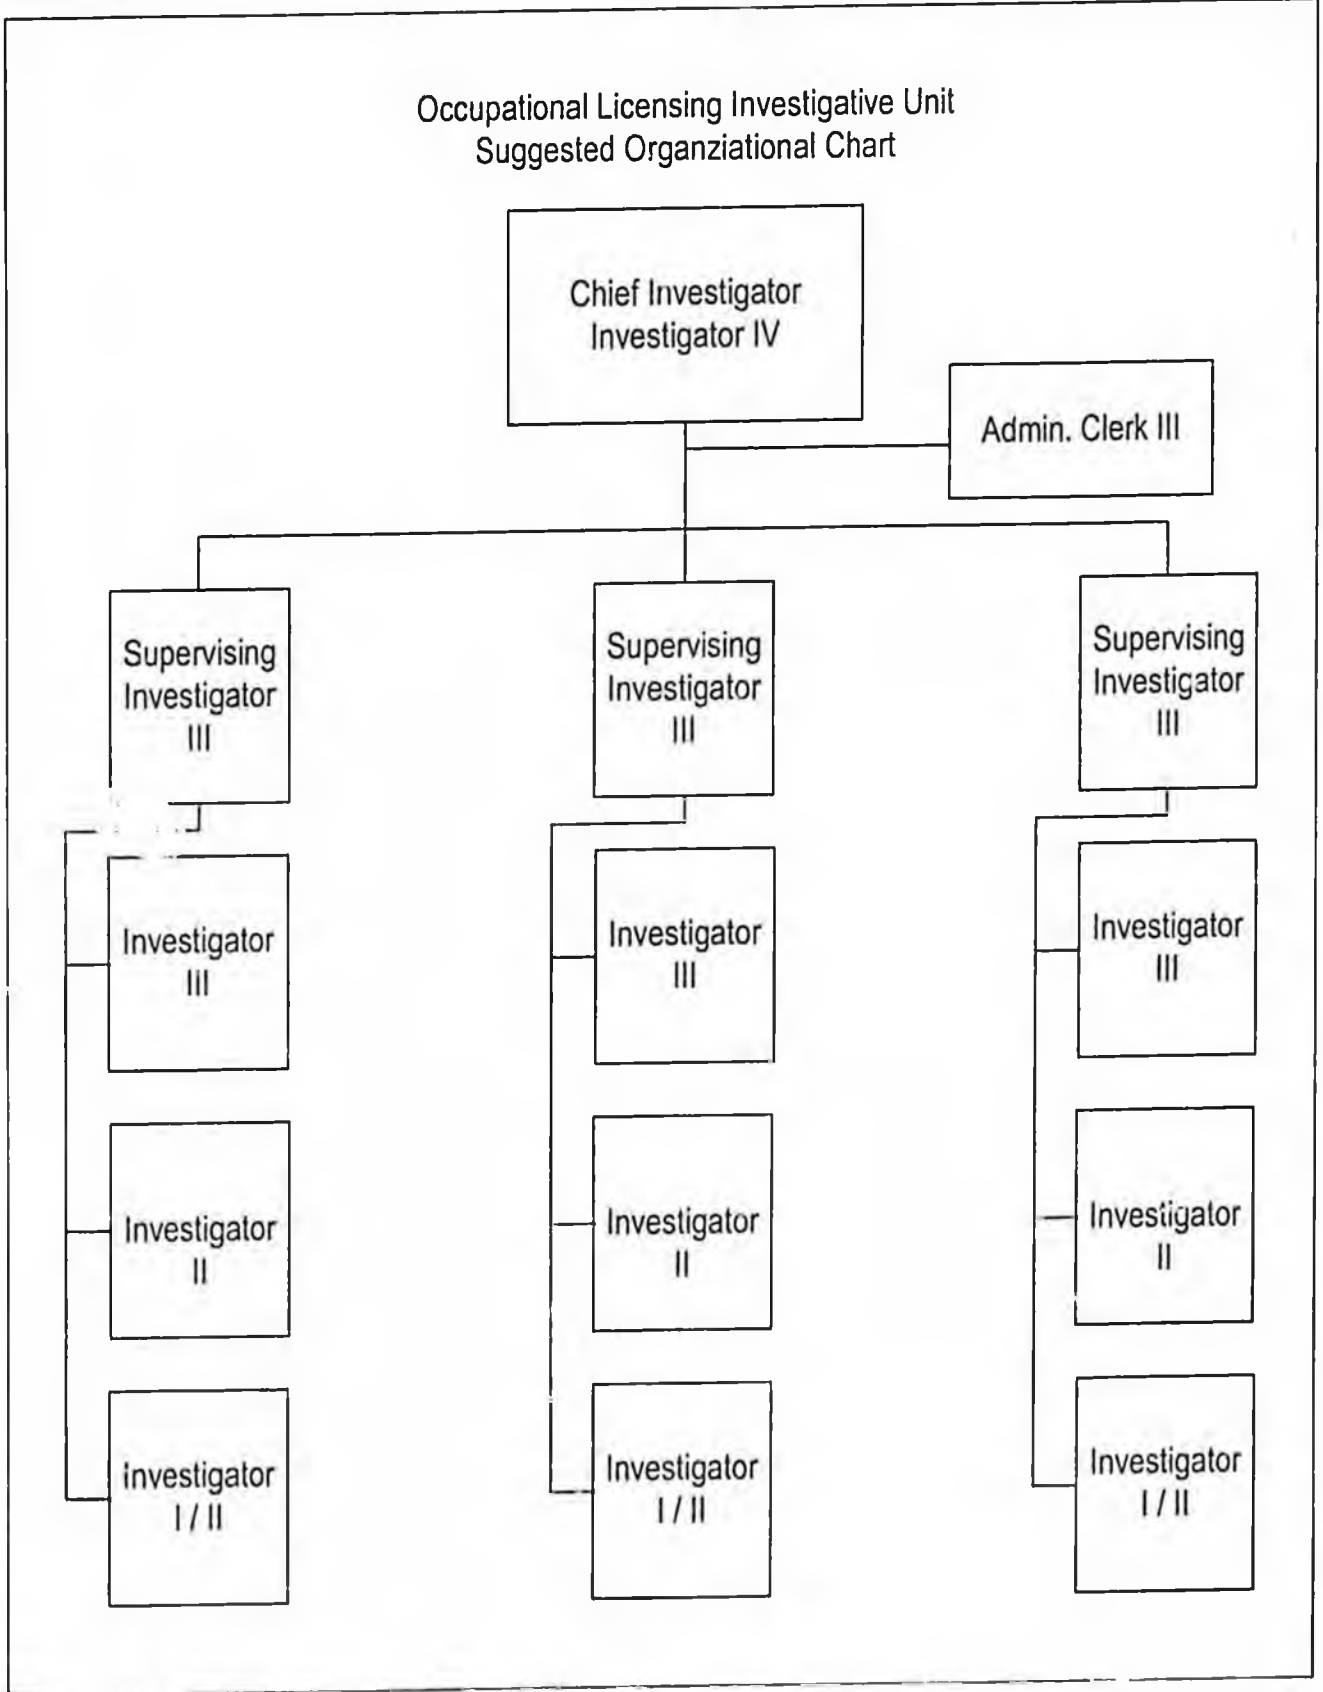 Occupational Licensing Investigative Unit
Suggested Organziational Chart
Chief Investigator
Investigator IV
Admin. Clerk III
Supervising
Investigator
III
Supervising
Investigator
III
Supervising
Investigator
III
Investigator
III
Investigator
III
Investigator
III
Investigator
II
Investigator
II
Investigator
II
investigator
I / II
Investigator
I / II
Investigator
I / II